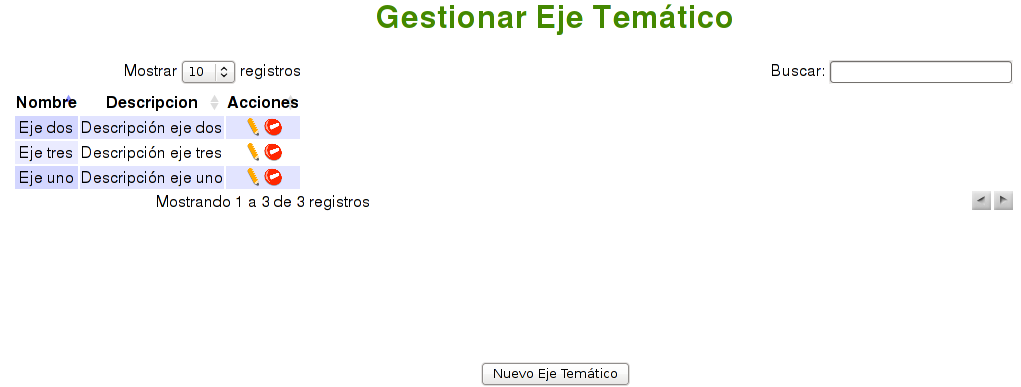 Gestionar Eje Temático
Mostrar 10 registros Buscar:
Nombre Descripcion Acciones
Eje dos Descripción eje dos
Eje tres Descripción eje tres
Eje uno Descripción eje uno
Mostrando 1 a 3 de 3 registros
Nuevo Eje Temático